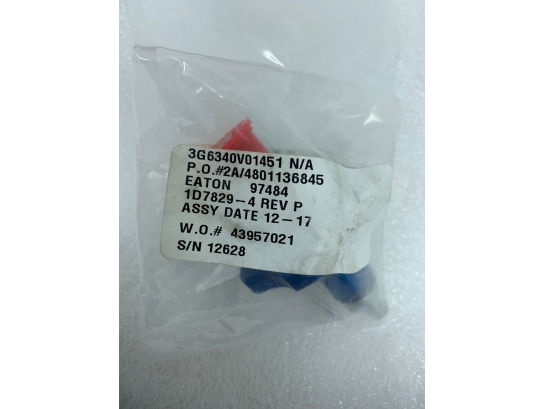 3G6340V01451 N/A
P.O.#2A/4801136845
EATON 97484
1D7829-4 REV P
ASSY DATE 12-17
W.O.# 43957021
S/N 12628